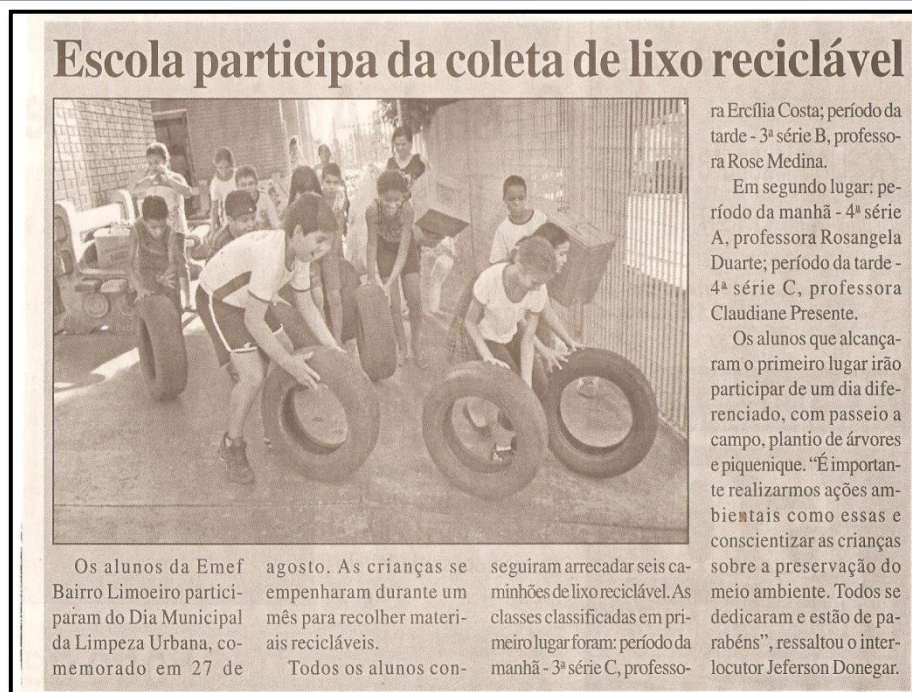 Escola participa da coleta de lixo reciclável
Os alunos da Emef
Bairro Limoeiro partici-
param do Dia Municipal
da Limpeza Urbana, co-
memorado em 27 de
agosto. As crianças se
empenharam durante um
mês para recolher materi-
ais recicláveis.
Todos os alunos con-
seguiram arrecadar seis ca-
minhões de lixo reciclável. As
classes classificadas em pri-
meiro lugar foram: período da
manhã - 3ª série C, professo-
ra Ercília Costa; período da
tarde - 3ª série B, professo-
ra Rose Medina.
Em segundo lugar: pe-
ríodo da manhã - 4ª série
A, professora Rosangela
Duarte; período da tarde -
4ª série C, professora
Claudiane Presente.
Os alunos que alcança-
ram o primeiro lugar irão
participar de um dia dife-
renciado, com passeio a
campo, plantio de árvores
e piquenique. “É importan-
te realizarmos ações am-
bientais como essas e
conscientizar as crianças
sobre a preservação do
meio ambiente. Todos se
dedicaram e estão de pa-
rabéns”, ressaltou o inter-
locutor Jeferson Donegar.